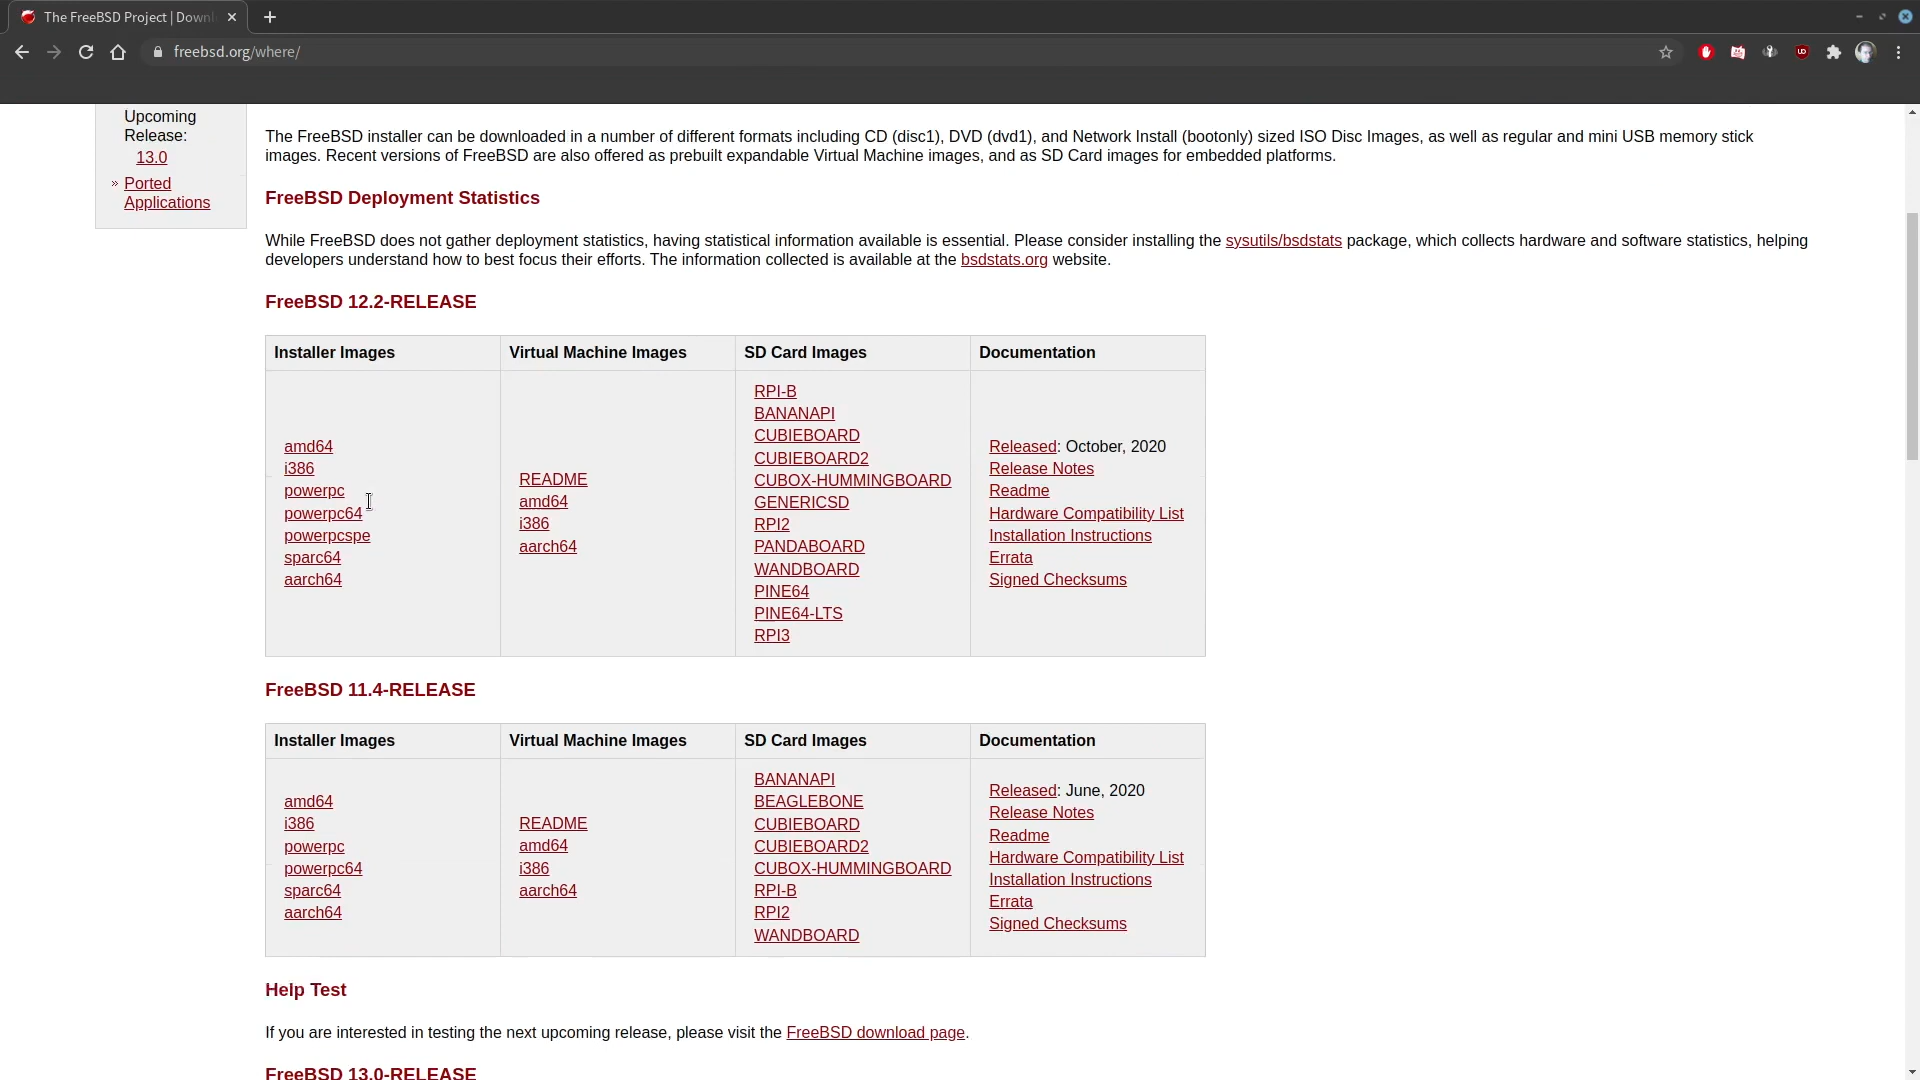 The FreeBSD Project | Downl
freebsd.org/where/
Upcoming
Release:
13.0
» Ported
Applications
The FreeBSD installer can be downloaded in a number of different formats including CD (disc1), DVD (dvd1), and Network Install (bootonly) sized ISO Disc Images, as well as regular and mini USB memory stick
images. Recent versions of FreeBSD are also offered as prebuilt expandable Virtual Machine images, and as SD Card images for embedded platforms.
FreeBSD Deployment Statistics
While FreeBSD does not gather deployment statistics, having statistical information available is essential. Please consider installing the sysutils/bsdstats package, which collects hardware and software statistics, helping
developers understand how to best focus their efforts. The information collected is available at the bsdstats.org website.
FreeBSD 12.2-RELEASE
Installer Images
Virtual Machine Images
SD Card Images
Documentation
amd64
i386
powerpc
powerpc64
powerpcspe
sparc64
aarch64
README
amd64
i386
aarch64
RPI-B
BANANAPI
CUBIEBOARD
CUBIEBOARD2
CUBOX-HUMMINGBOARD
GENERICSD
RPI2
PANDABOARD
WANDBOARD
PINE64
PINE64-LTS
RPI3
Released: October, 2020
Release Notes
Readme
Hardware Compatibility List
Installation Instructions
Errata
Signed Checksums
FreeBSD 11.4-RELEASE
Installer Images
Virtual Machine Images
SD Card Images
Documentation
amd64
i386
powerpc
powerpc64
sparc64
aarch64
README
amd64
i386
aarch64
BANANAPI
BEAGLEBONE
CUBIEBOARD
CUBIEBOARD2
CUBOX-HUMMINGBOARD
RPI-B
RPI2
WANDBOARD
Released: June, 2020
Release Notes
Readme
Hardware Compatibility List
Installation Instructions
Errata
Signed Checksums
Help Test
If you are interested in testing the next upcoming release, please visit the FreeBSD download page.
FreeBSD 13.0-RELEASE